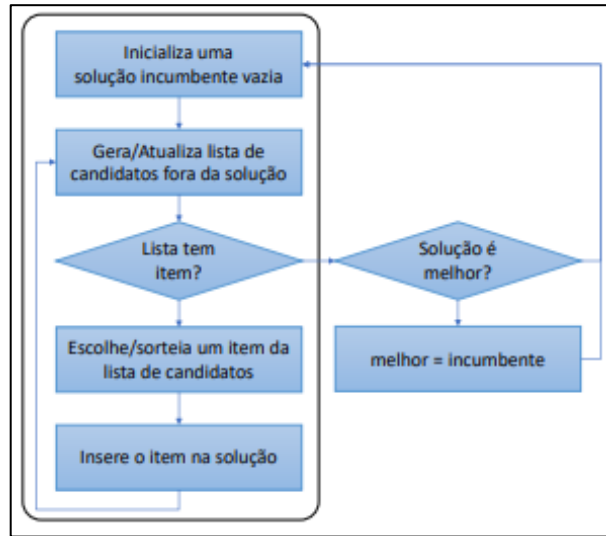 Inicializa uma
solução incumbente vazia
Gera/Atualiza lista de
candidatos fora da solução
Lista tem
item?
Escolhe/sorteia um item da
lista de candidatos
Insere o item na solução
Solução é
melhor?
melhor = incumbente